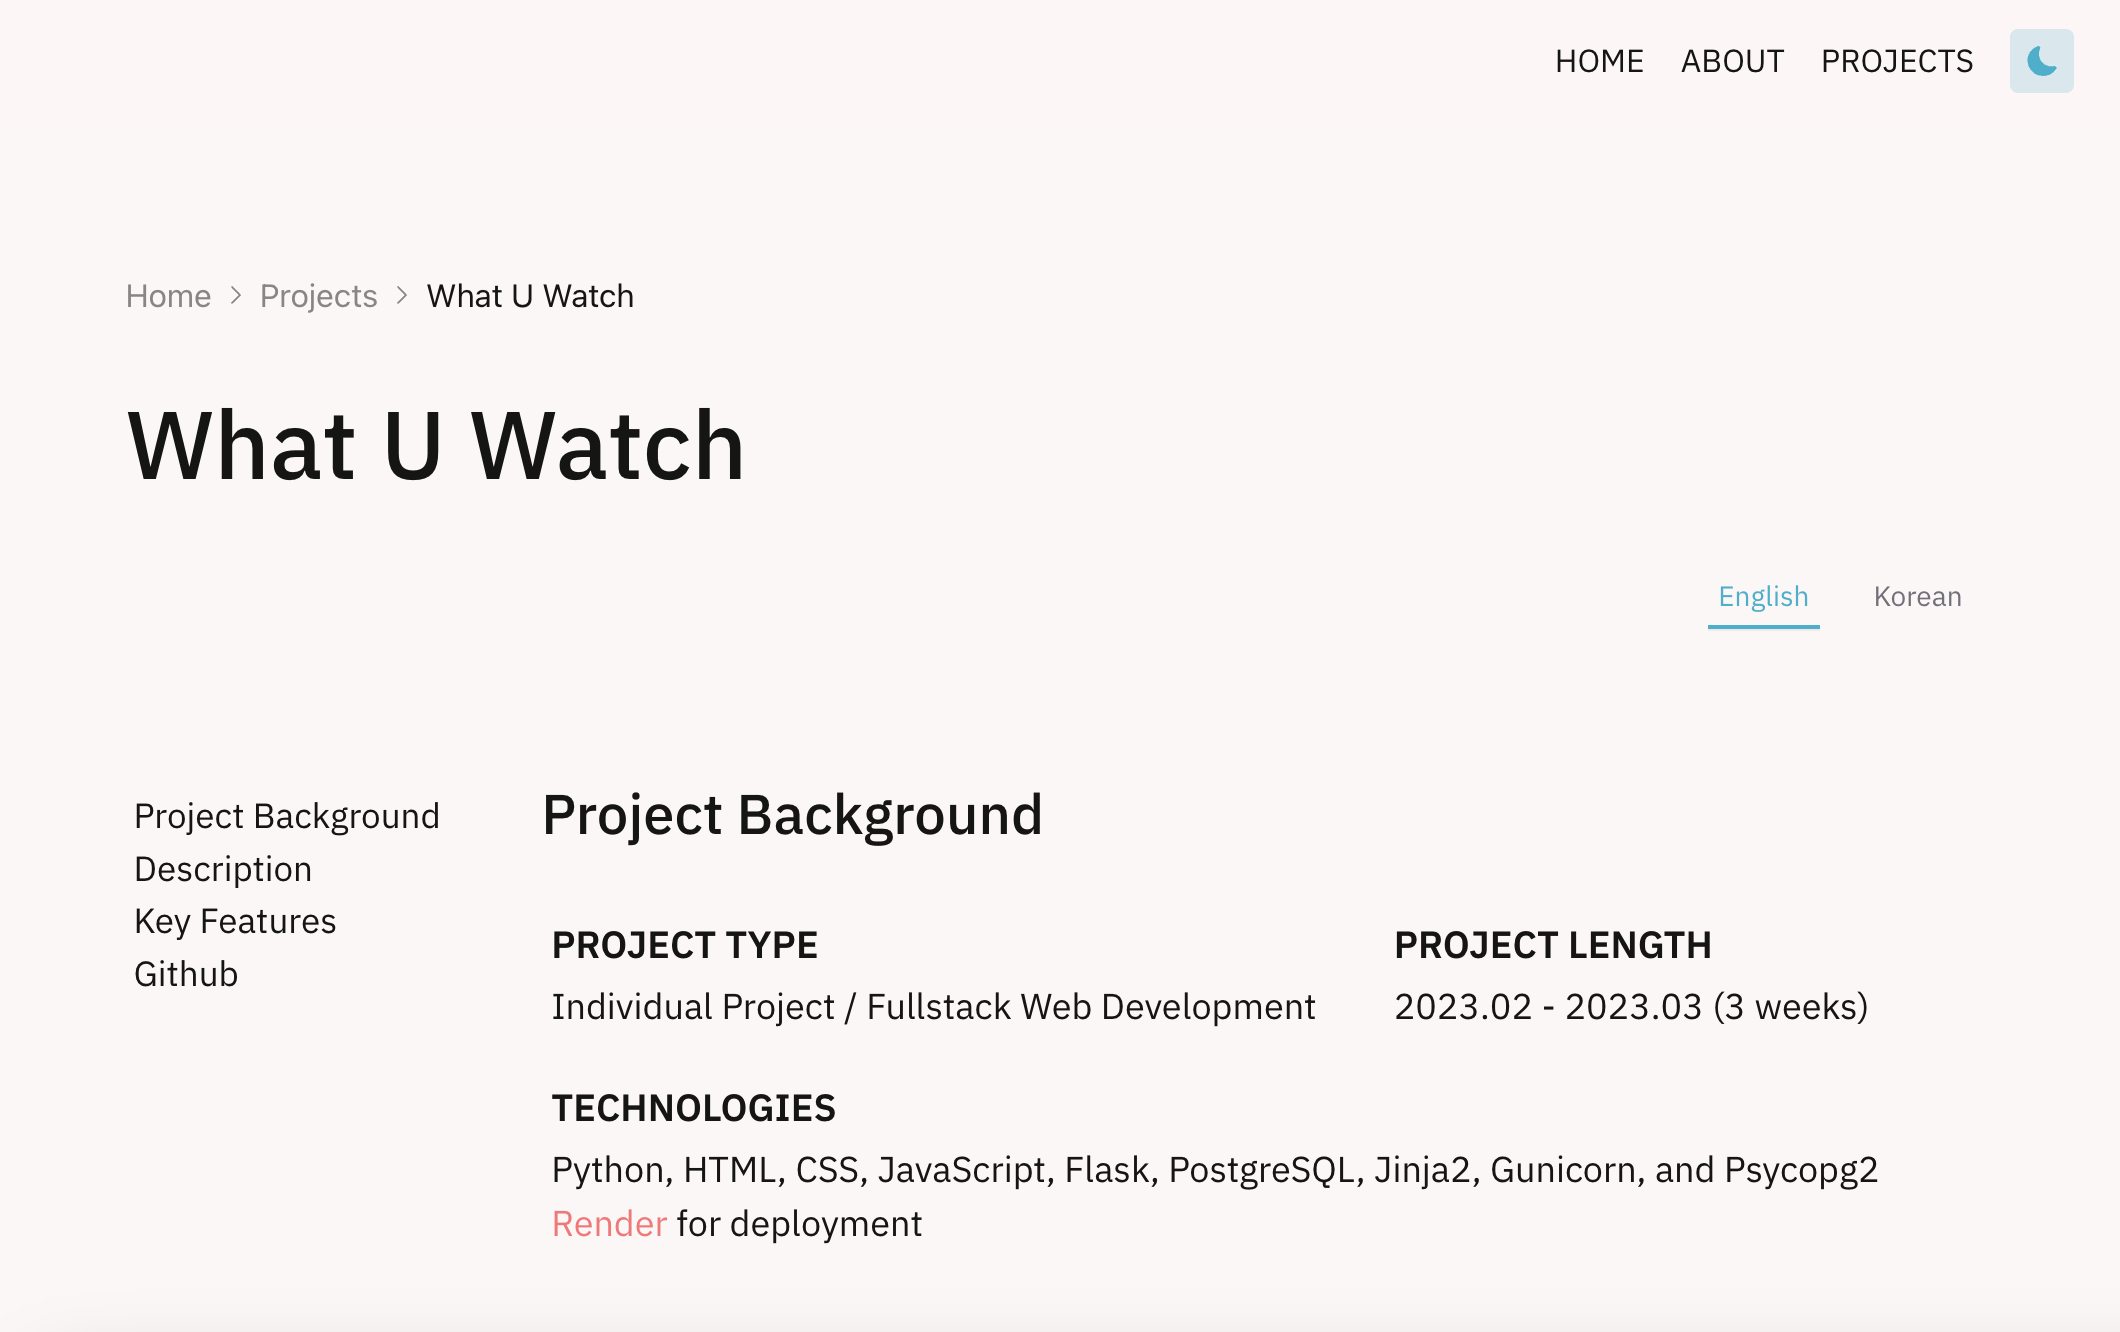 HOME ABOUT PROJECTS
Home > Projects > What U Watch
What U Watch
English Korean
Project Background
Description
Key Features
Github
Project Background
PROJECT TYPE
Individual Project / Fullstack Web Development
PROJECT LENGTH
2023.02 - 2023.03 (3 weeks)
TECHNOLOGIES
Python, HTML, CSS, JavaScript, Flask, PostgreSQL, Jinja2, Gunicorn, and Psycopg2
Render for deployment